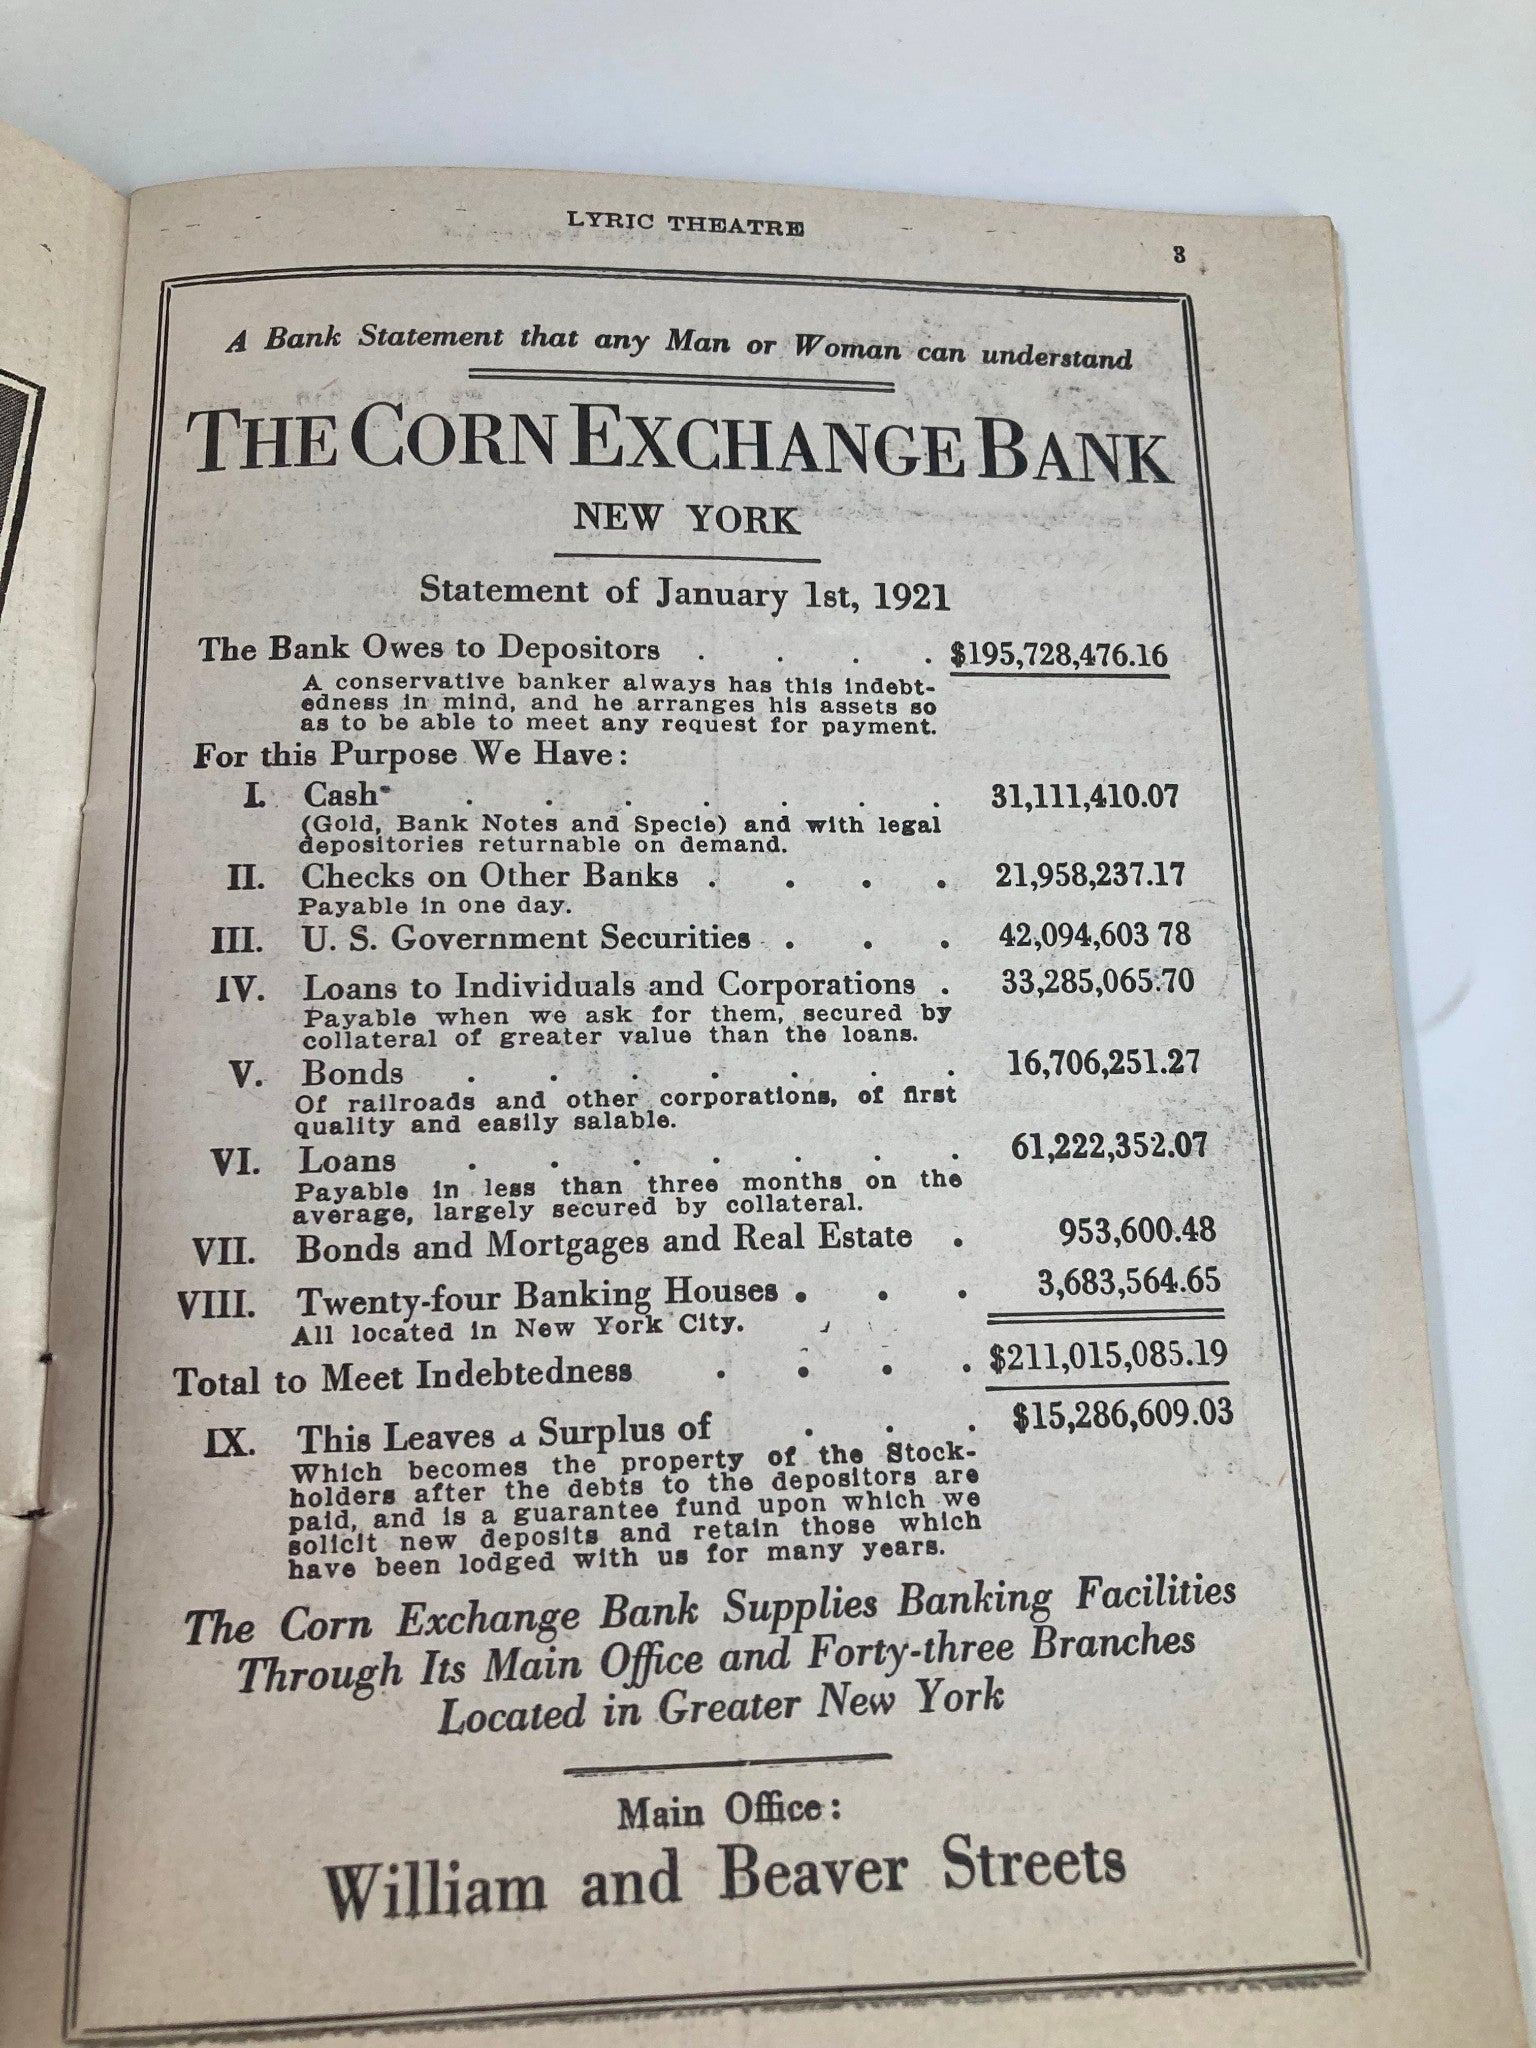 LYRIC THEATRE
3
A Bank Statement that any Man or Woman can understand
THE CORN EXCHANGE BANK
NEW YORK
Statement of January 1st, 1921
The Bank Owes to Depositors . . . . $195,728,476.16
A conservative banker always has this indebt-
edness in mind, and he arranges his assets so
as to be able to meet any request for payment.
For this Purpose We Have:
I. Cash . . . . . . . 31,111,410.07
(Gold, Bank Notes and Specie) and with legal
depositories returnable on demand.
II. Checks on Other Banks . . . . 21,958,237.17
Payable in one day.
III. U. S. Government Securities . . . 42,094,603 78
IV. Loans to Individuals and Corporations . 33,285,065.70
Payable when we ask for them, secured by
collateral of greater value than the loans.
V. Bonds . . . . . . . 16,706,251.27
Of railroads and other corporations, of first
quality and easily salable.
VI. Loans . . . . . . . 61,222,352.07
Payable in less than three months on the
average, largely secured by collateral.
VII. Bonds and Mortgages and Real Estate . 953,600.48
VIII. Twenty-four Banking Houses . . . 3,683,564.65
All located in New York City.
Total to Meet Indebtedness . . . . $211,015,085.19
IX. This Leaves a Surplus of . . . $15,286,609.03
Which becomes the property of the Stock-
holders after the debts to the depositors are
paid, and is a guarantee fund upon which we
solicit new deposits and retain those which
have been lodged with us for many years.
The Corn Exchange Bank Supplies Banking Facilities
Through Its Main Office and Forty-three Branches
Located in Greater New York
Main Office:
William and Beaver Streets